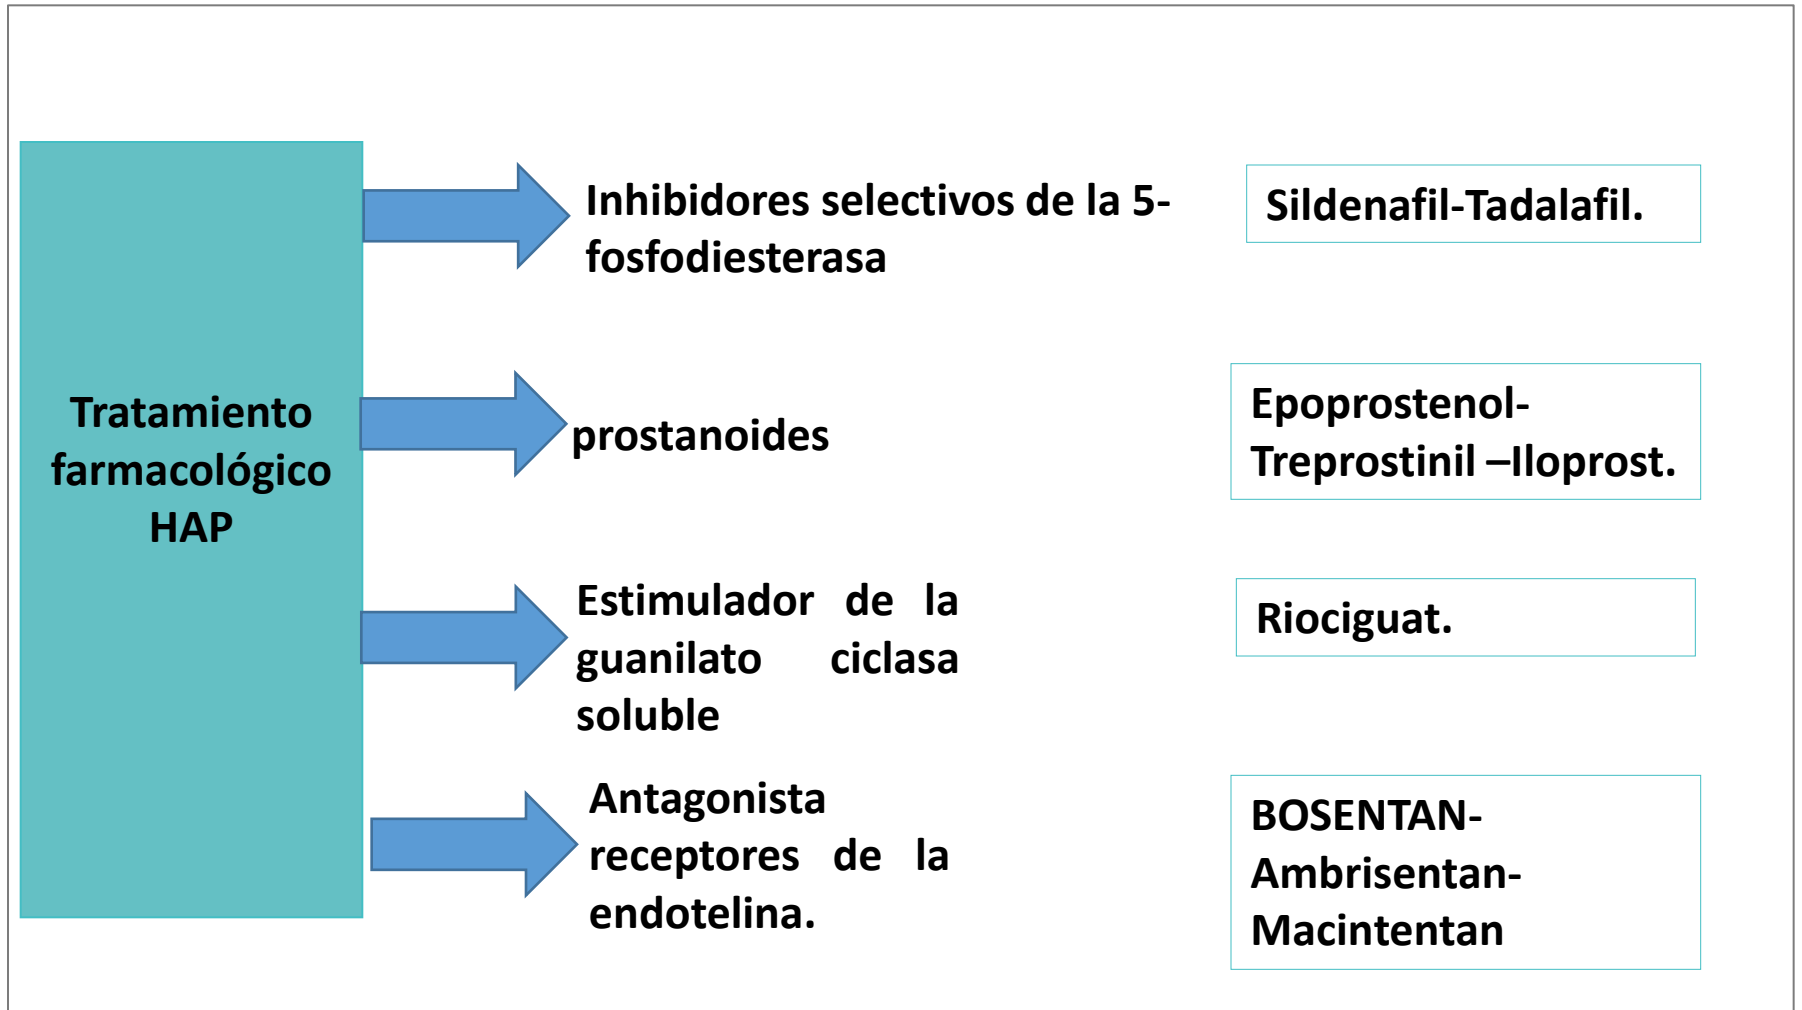 Tratamiento
farmacológico
HAP
Inhibidores selectivos de la 5-
fosfodiesterasa
Sildenafil-Tadalafil.
prostanoides
Epoprostenol-
Treprostinil –Iloprost.
Estimulador de la
guanilato ciclasa
soluble
Riociguat.
Antagonista
receptores de la
endotelina.
BOSENTAN-
Ambrisentan-
Macintentan